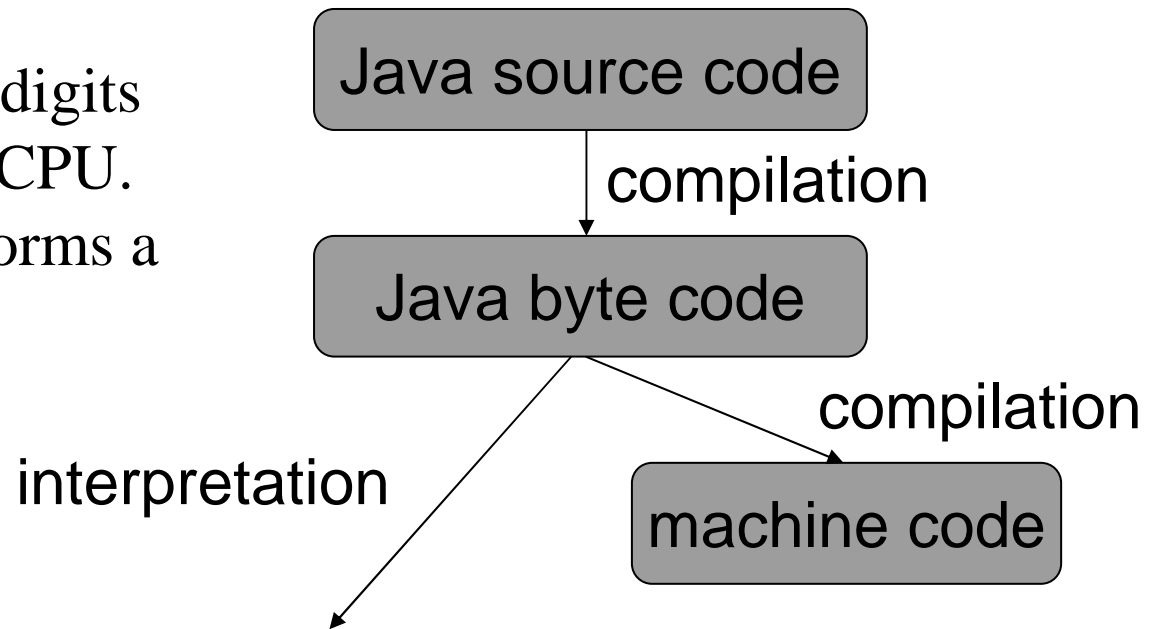 Java source code
digits
CPU.
compilation
orms a
Java byte code
compilation
interpretation
machine code